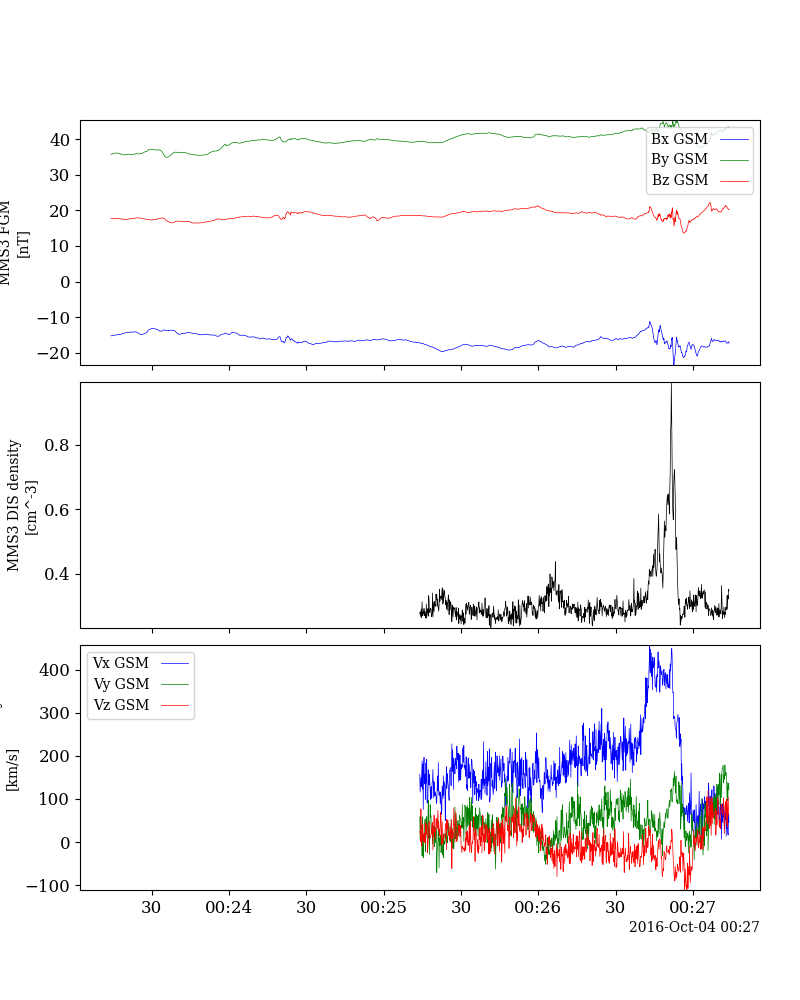 40
30
20
10
0
−10
−20
MMS3 FGM
[nT]
Bx GSM
By GSM
Bz GSM
0.8
0.6
0.4
MMS3 DIS density
[cm^-3]
400
300
200
100
0
−100
[km/s]
Vx GSM
Vy GSM
Vz GSM
30 00:24 30 00:25 30 00:26 30 00:27
2016-Oct-04 00:27